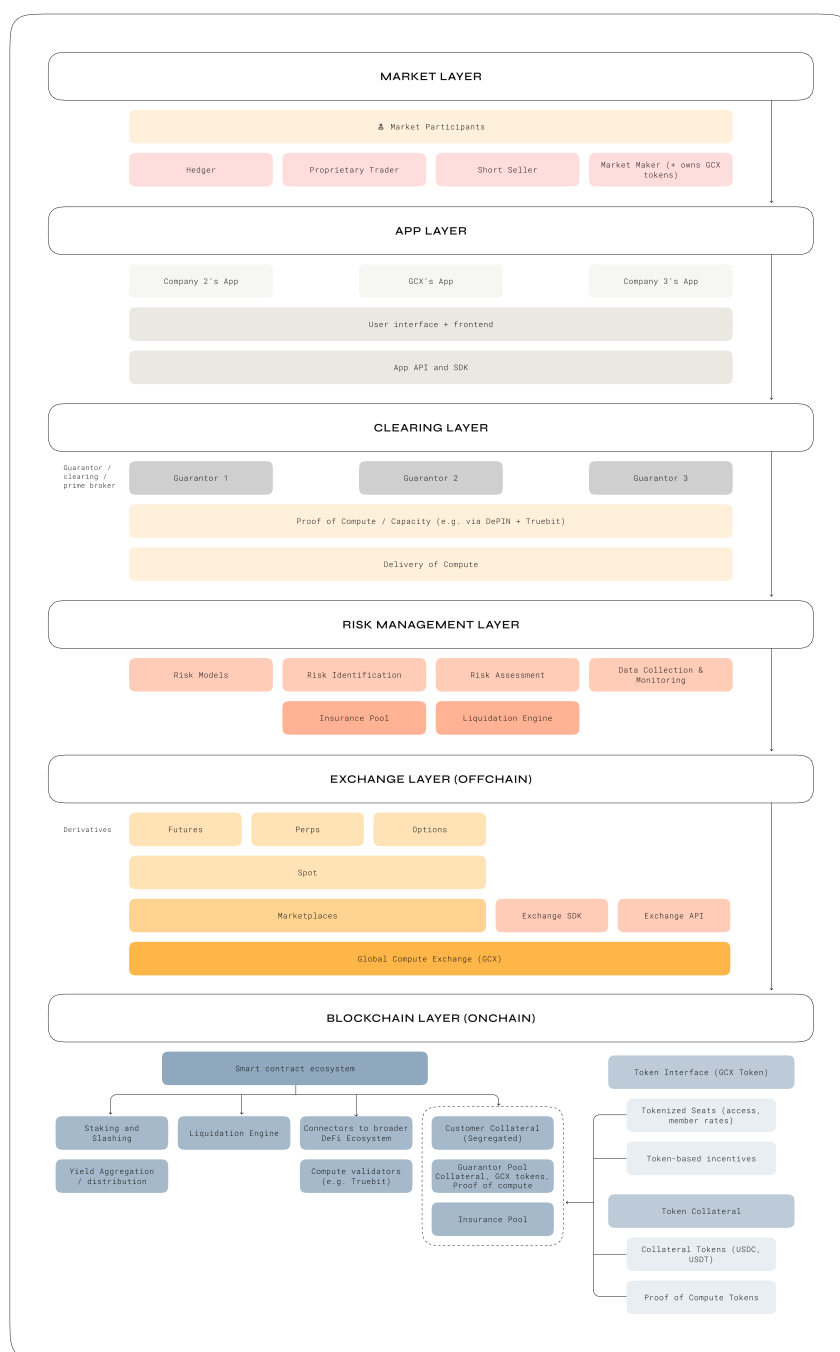 MARKET LAYER
Market Participants
Hedger
Proprietary Trader
Short Seller
Market Maker (+ owns GCX
tokens)
APP LAYER
Company 2's App
GCX's App
Company 3's App
User interface + frontend
App API and SDK
CLEARING LAYER
Guarantor /
clearing /
prime broker
Guarantor 1
Guarantor 2
Guarantor 3
Proof of Compute / Capacity (e.g. via DePIN + Truebit)
Delivery of Compute
RISK MANAGEMENT LAYER
Risk Models
Risk Identification
Risk Assessment
Data Collection &
Monitoring
Insurance Pool
Liquidation Engine
EXCHANGE LAYER (OFFCHAIN)
Derivatives
Futures
Perps
Options
Spot
Marketplaces
Exchange SDK
Exchange API
Global Compute Exchange (GCX)
BLOCKCHAIN LAYER (ONCHAIN)
Smart contract ecosystem
Staking and
Slashing
Liquidation Engine
Connectors to broader
DeFi Ecosystem
Customer Collateral
(Segregated)
Yield Aggregation
/ distribution
Compute validators
(e.g. Truebit)
Guarantor Pool
Collateral, GCX tokens,
Proof of compute
Insurance Pool
Token Interface (GCX Token)
Tokenized Seats (access,
member rates)
Token-based incentives
Token Collateral
Collateral Tokens (USDC,
USDT)
Proof of Compute Tokens